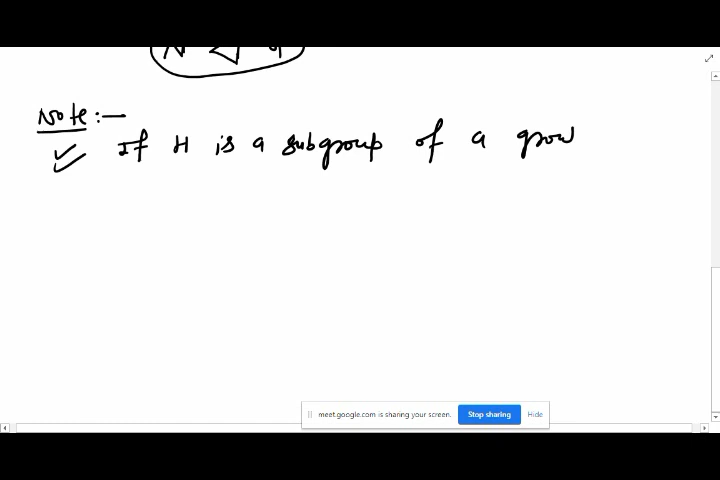 Note :-
If H is a subgroup of a grou
meet.google.com is sharing your screen. Stop sharing Hide